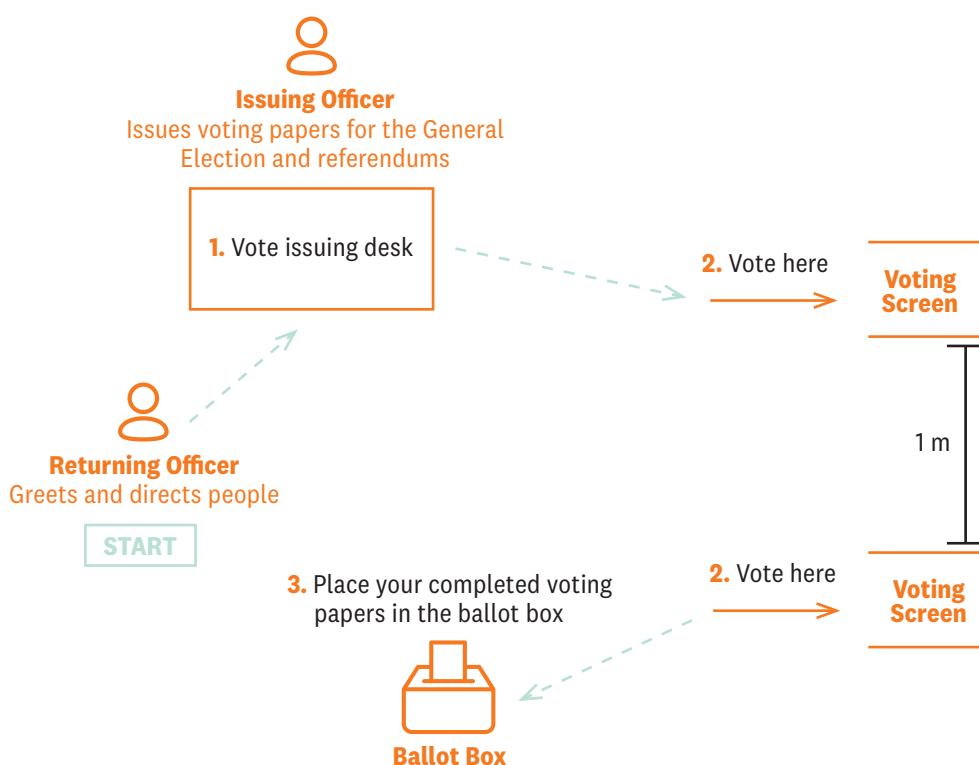 Issuing Officer
Issues voting papers for the General
Election and referendums
1. Vote issuing desk
2. Vote here
Voting
Screen
1 m
Returning Officer
Greets and directs people
START
2. Vote here
Voting
Screen
3. Place your completed voting
papers in the ballot box
Ballot Box